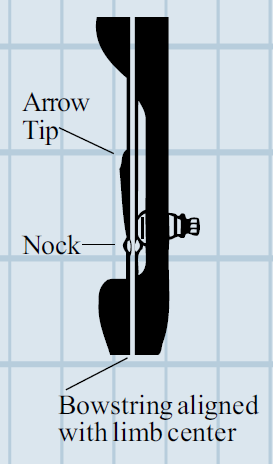 Arrow
Tip
Nock
Bowstring aligned
with limb center